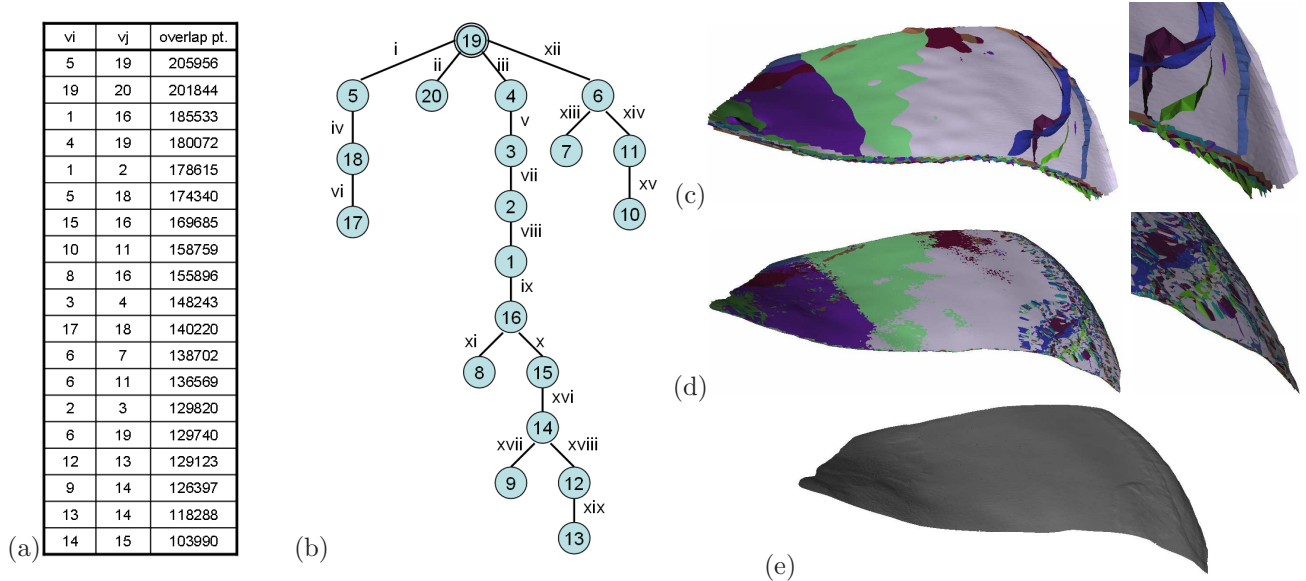 vi vj overlap pt.
5 19 205956
19 20 201844
1 16 185533
4 19 180072
1 2 178615
5 18 174340
15 16 169685
10 11 158759
8 16 155896
3 4 148243
17 18 140220
6 7 138702
6 11 136569
2 3 129820
6 19 129740
12 13 129123
9 14 126397
13 14 118288
14 15 103990
(a)
19
i ii iii xii
5 20 4 6
iv v xiii xiv
18 3 7 11
vi vii xv
17 2 10
viii
1
ix
16
xi x
8 15
xvi
14
xvii xviii
9 12
xix
13
(b)
(c)
(d)
(e)